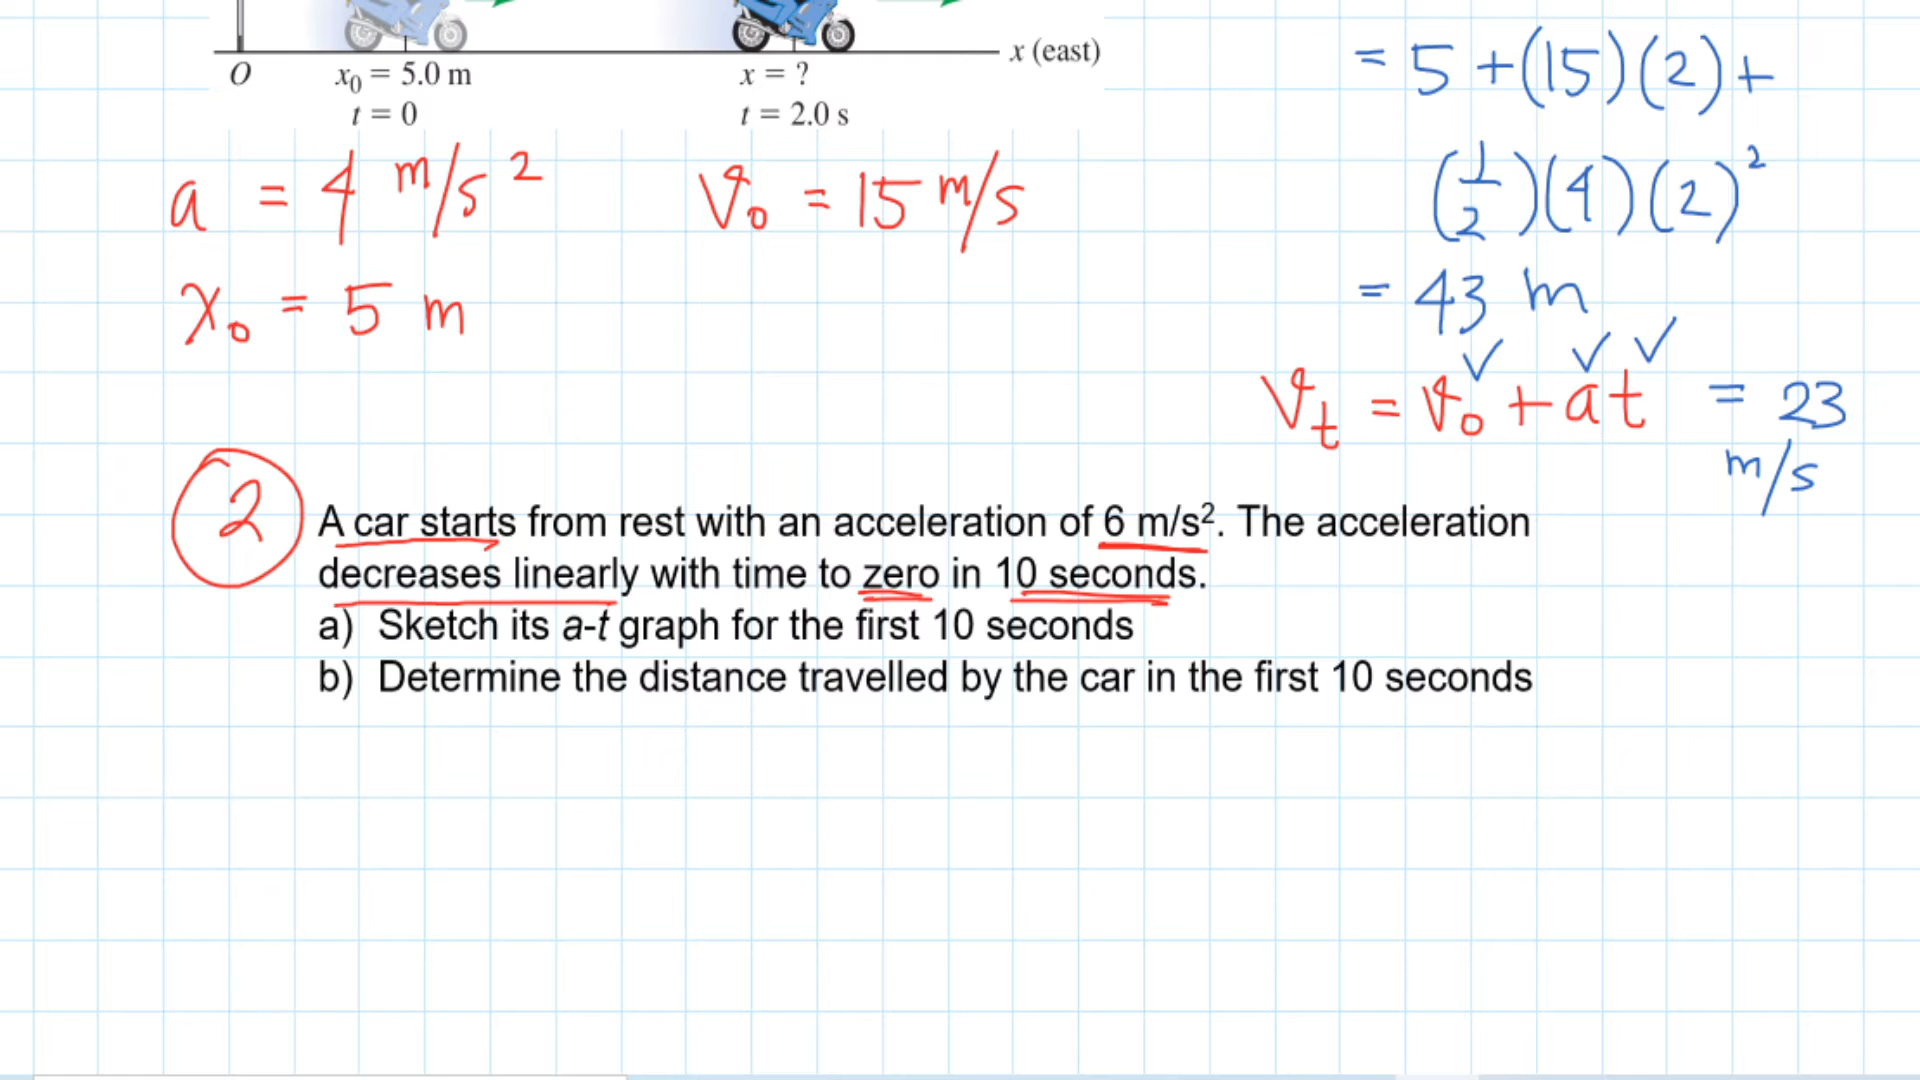 x (east)
O x₀ = 5.0 m x = ?
t = 0 t = 2.0 s
a = 4 m/s² v₀ = 15 m/s
x₀ = 5 m
= 5 + (15)(2) +
(1/2)(4)(2)²
= 43 m
✓ ✓ ✓
vₜ = v₀ + at = 23
m/s
2
A car starts from rest with an acceleration of 6 m/s². The acceleration
decreases linearly with time to zero in 10 seconds.
a) Sketch its a-t graph for the first 10 seconds
b) Determine the distance travelled by the car in the first 10 seconds